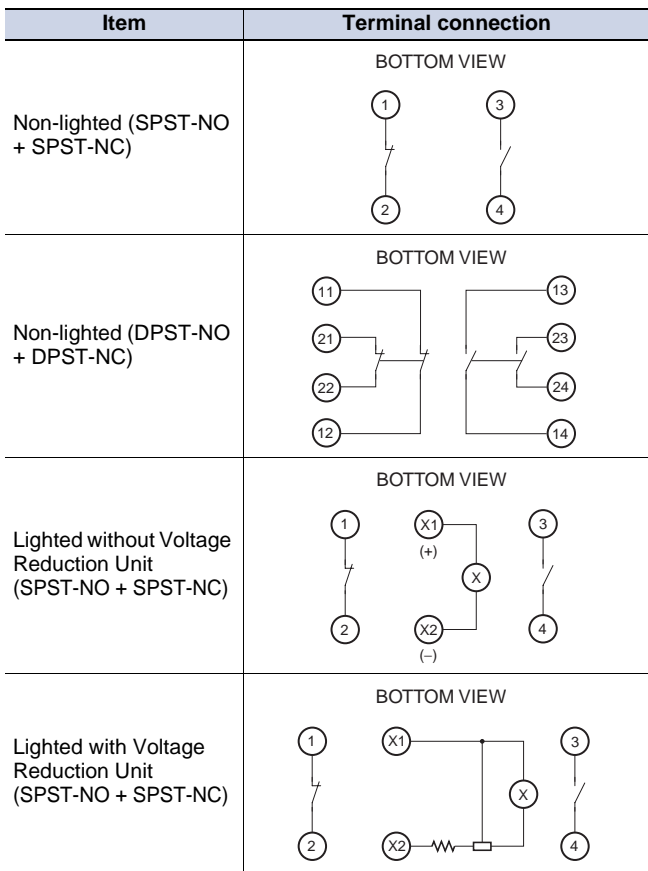 Item Terminal connection
Non-lighted (SPST-NO
+ SPST-NC)
BOTTOM VIEW
1 3
2 4
Non-lighted (DPST-NO
+ DPST-NC)
BOTTOM VIEW
11 13
21 23
22 24
12 14
Lighted without Voltage
Reduction Unit
(SPST-NO + SPST-NC)
BOTTOM VIEW
1 X1 3
(+)
X
2 X2 4
(−)
Lighted with Voltage
Reduction Unit
(SPST-NO + SPST-NC)
BOTTOM VIEW
1 X1 3
X
2 X2 4